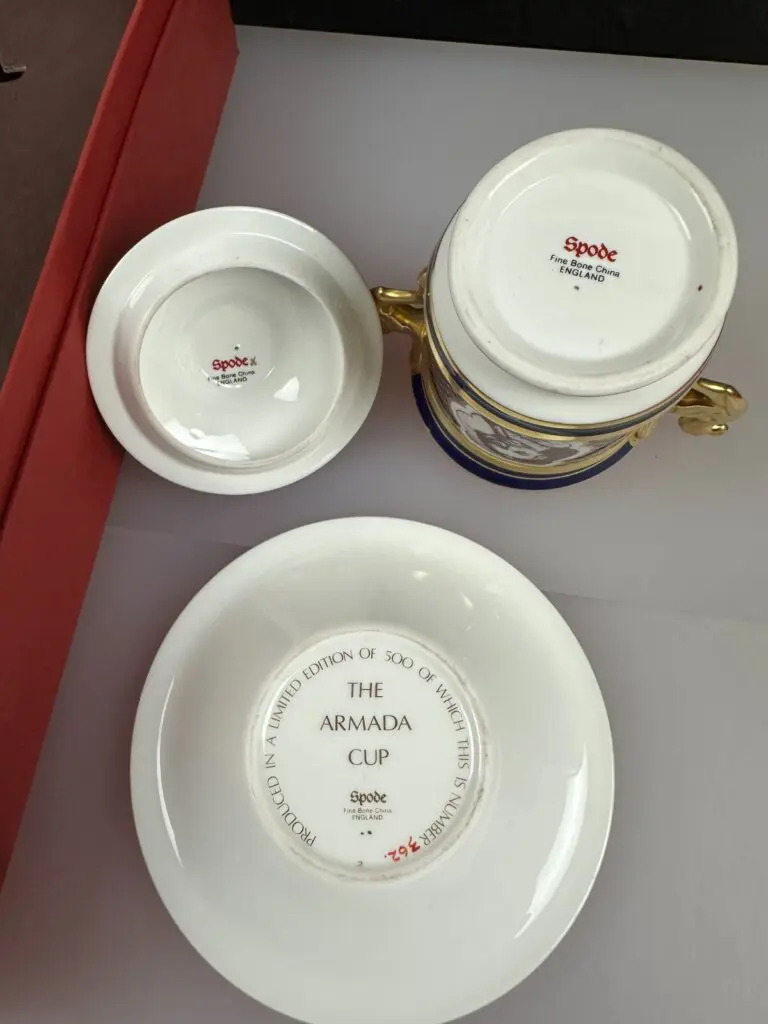 Spode
Fine Bone China
ENGLAND
Spode
Fine Bone China
ENGLAND
PRODUCED IN A LIMITED EDITION OF 500 OF WHICH THIS IS NUMBER 362.
THE
ARMADA
CUP
Spode
Fine Bone China
ENGLAND